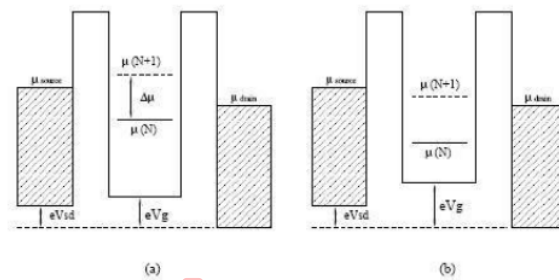 μ source
μ (N+1)
Δμ
μ (N)
μ drain
eVsd
eVg
(a)
μ source
μ (N+1)
μ (N)
μ drain
eVsd
eVg
(b)